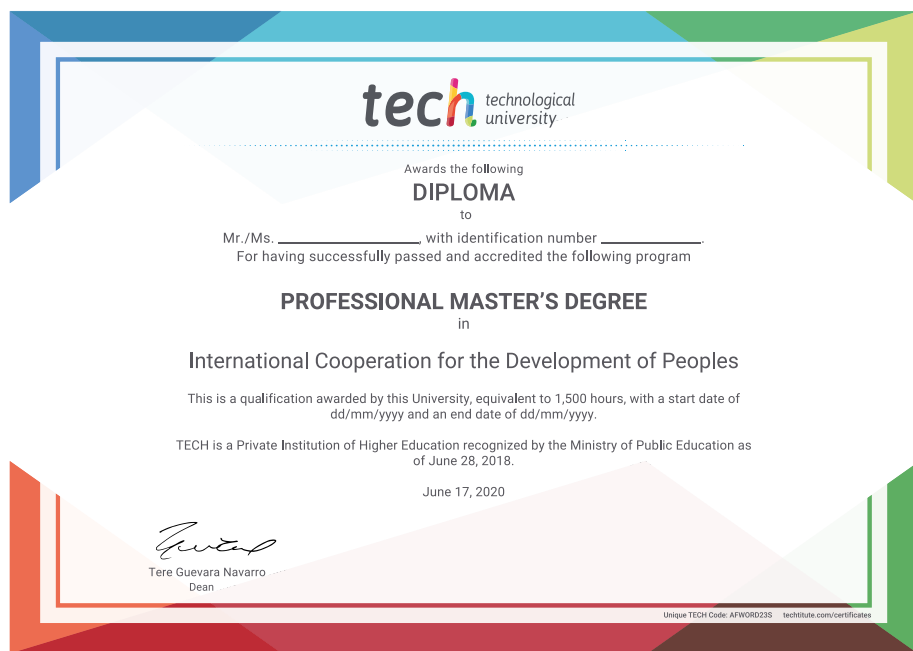 tech technological
university
Awards the following
DIPLOMA
to
Mr./Ms. ____________________, with identification number ______________.
For having successfully passed and accredited the following program
PROFESSIONAL MASTER'S DEGREE
in
International Cooperation for the Development of Peoples
This is a qualification awarded by this University, equivalent to 1,500 hours, with a start date of
dd/mm/yyyy and an end date of dd/mm/yyyy.
TECH is a Private Institution of Higher Education recognized by the Ministry of Public Education as
of June 28, 2018.
June 17, 2020
Tere Guevara Navarro
Dean
Unique TECH Code: AFWORD23S techtitute.com/certificates